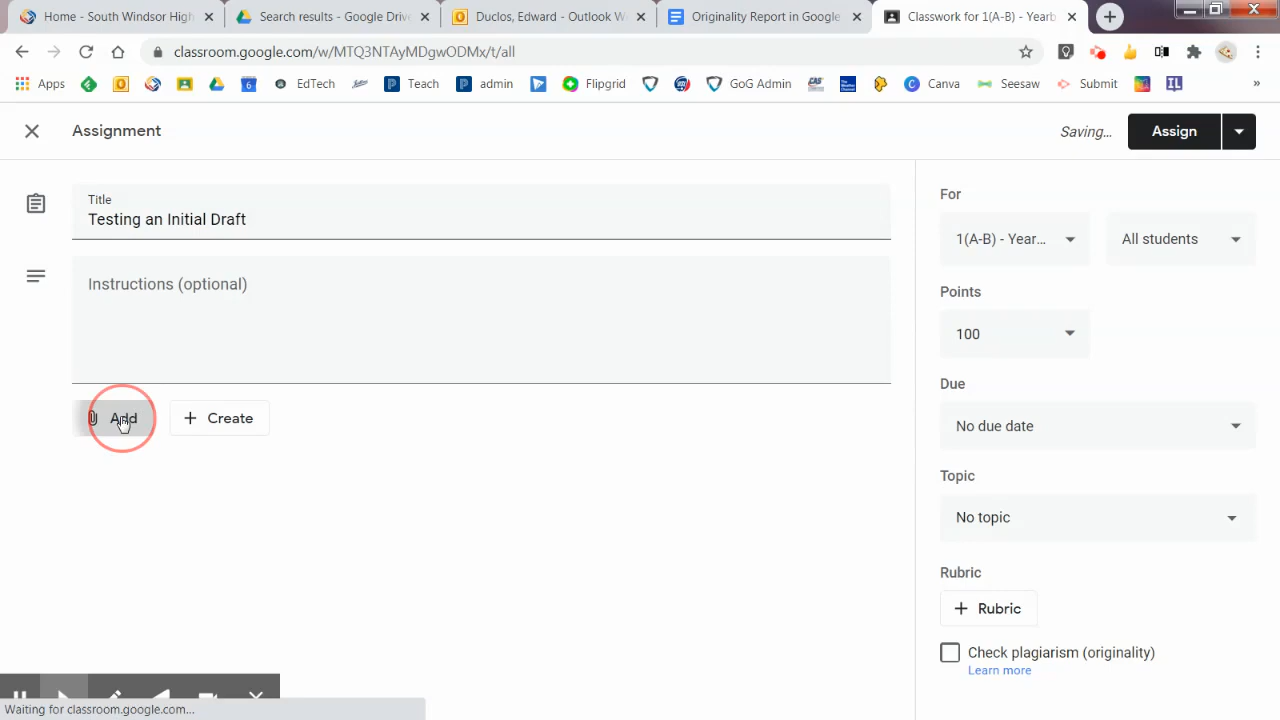 Home - South Windsor High
Search results - Google Drive
Ducharme, Edward - Outlook W
Originality Report in Google
Classwork for 1(A-B) - Yearb
classroom.google.com/w/MTQ3NTAyMDgwODMx/t/all
Apps
EdTech
Teach
admin
Flipgrid
GoG Admin
Canva
Seesaw
Submit
»
Assignment
Saving...
Assign
Title
Testing an Initial Draft
Instructions (optional)
Add
Create
For
1(A-B) - Year...
All students
Points
100
Due
No due date
Topic
No topic
Rubric
Rubric
Check plagiarism (originality)
Learn more
Waiting for classroom.google.com...